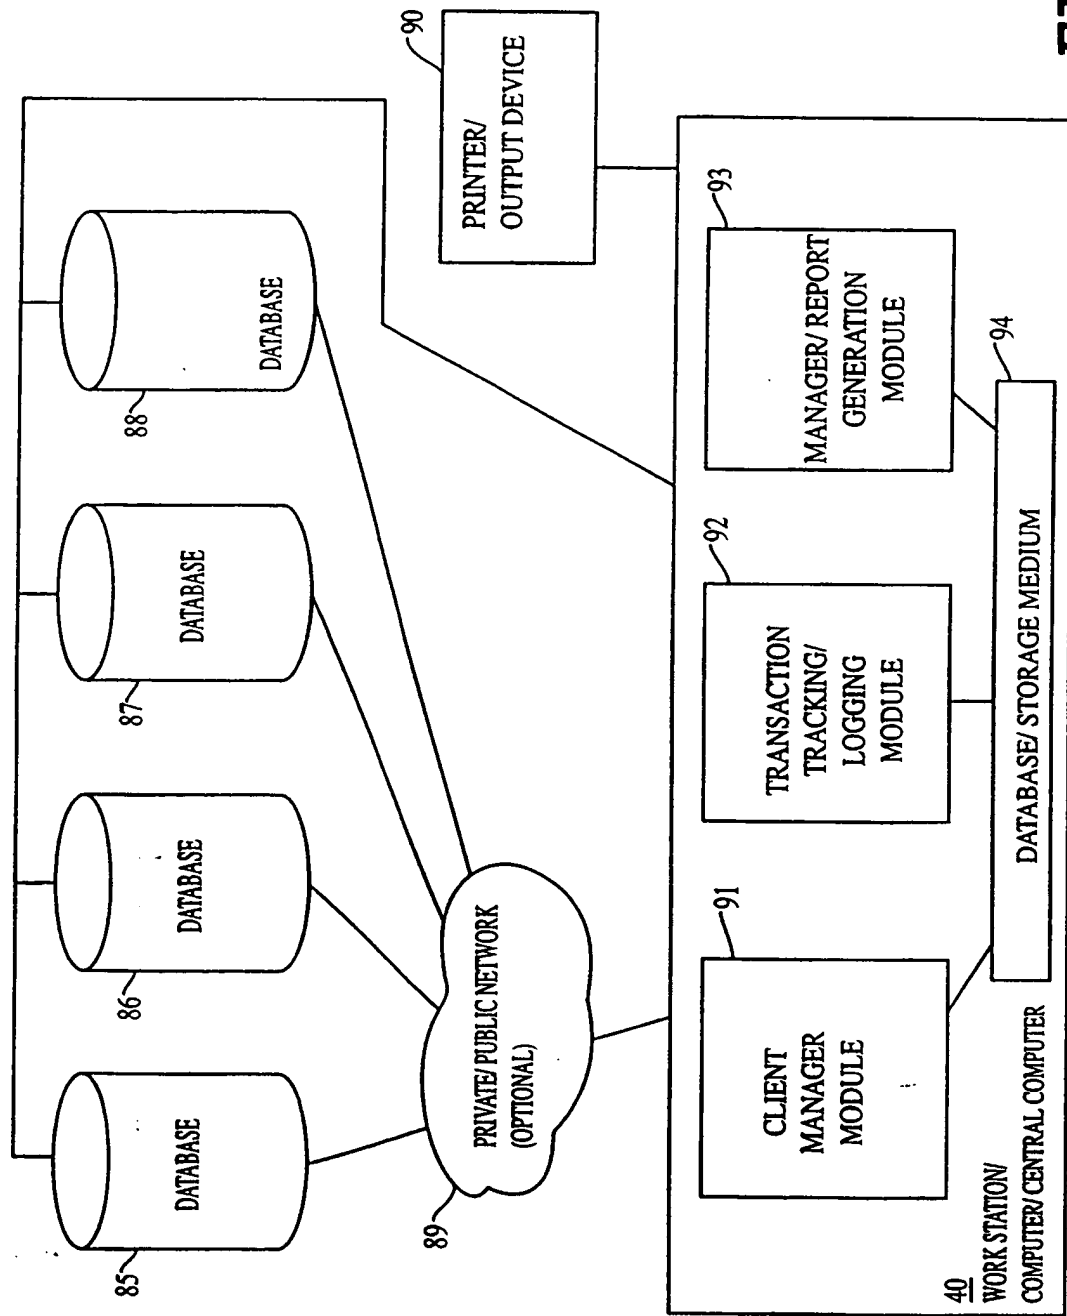 85
DATABASE
86
DATABASE
87
DATABASE
88
DATABASE
89
PRIVATE/PUBLIC NETWORK
(OPTIONAL)
90
PRINTER/
OUTPUT DEVICE
91
CLIENT
MANAGER
MODULE
92
TRANSACTION
TRACKING/
LOGGING
MODULE
93
MANAGER/REPORT
GENERATION
MODULE
94
DATABASE/ STORAGE MEDIUM
40
WORK STATION/
COMPUTER/CENTRAL COMPUTER